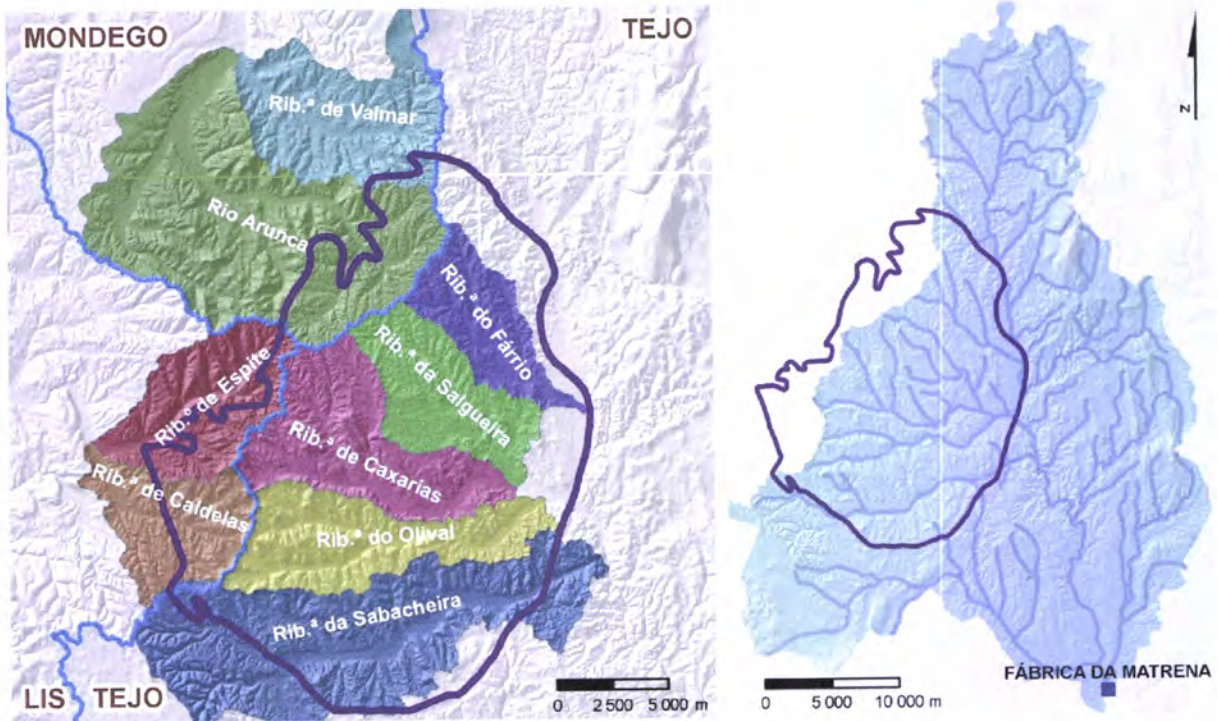 MONDEGO
TEJO
Rib.ª de Valmar
Rio Arunca
Rib.ª do Fárrio
Rib.ª de Espite
Rib.ª da Salgueira
Rib.ª de Caxarias
Rib.ª de Caldelas
Rib.ª do Olival
Rib.ª da Sabacheira
LIS
TEJO
0 2 500 5 000 m
N
0 5 000 10 000 m
FÁBRICA DA MATRENA